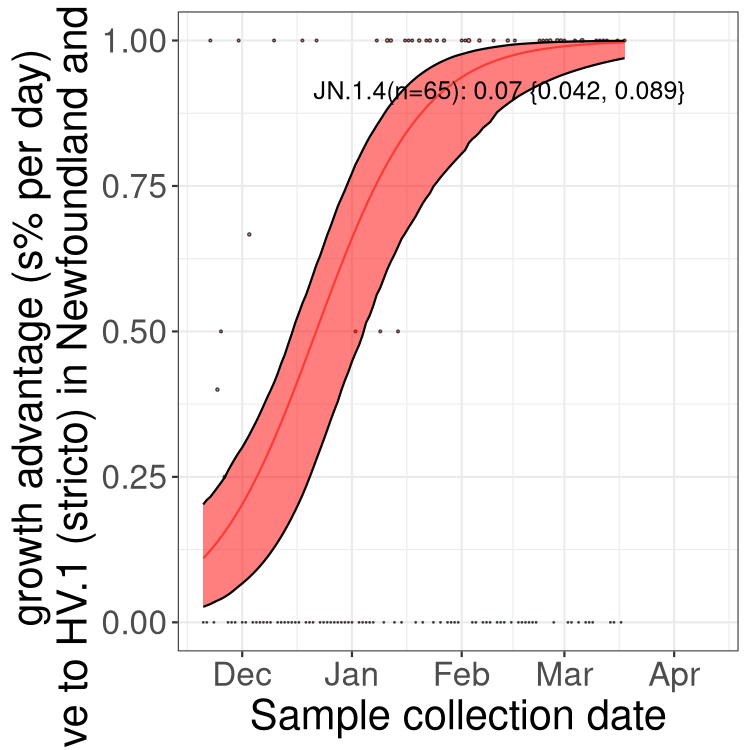 growth advantage (s% per day)
ve to HV.1 (stricto) in Newfoundland and
1.00
0.75
0.50
0.25
0.00
JN.1.4(n=65): 0.07 {0.042, 0.089}
Dec Jan Feb Mar Apr
Sample collection date